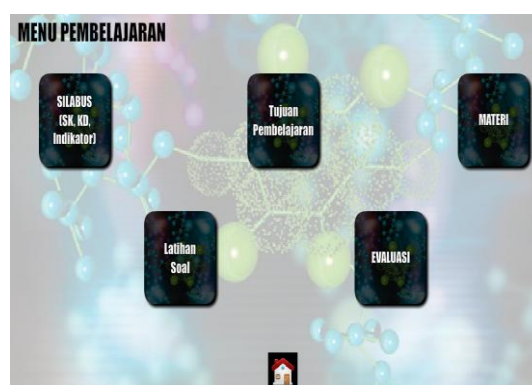 MENU PEMBELAJARAN
SILABUS
(SK, KD,
Indikator)
Tujuan
Pembelajaran
MATERI
Latihan
Soal
EVALUASI